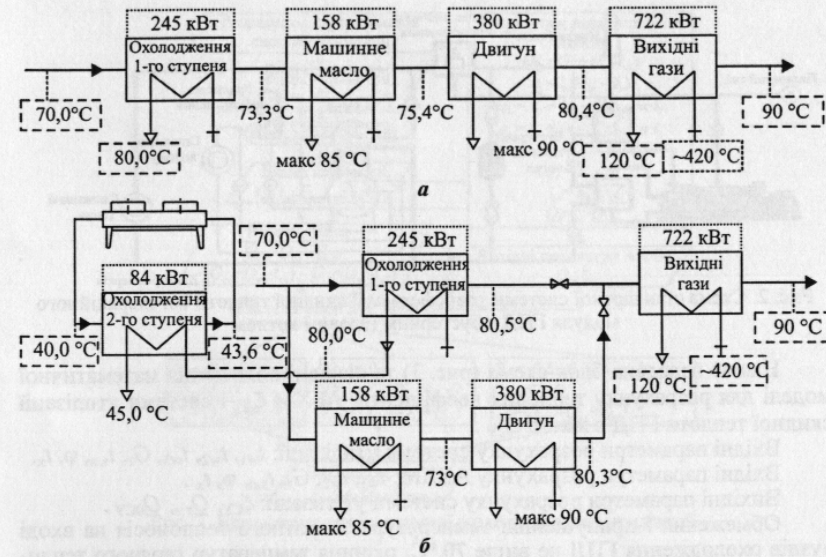 245 кВт
Охолодження
1-го ступеня
158 кВт
Машинне
масло
380 кВт
Двигун
722 кВт
Вихідні
гази
70,0°С
80,0°С
73,3°С
макс 85 °С
75,4°С
макс 90 °С
80,4°С
120 °С
420 °С
90 °С
а
84 кВт
Охолодження
2-го ступеня
40,0 °С
43,6 °С
45,0 °С
70,0°С
245 кВт
Охолодження
1-го ступеня
80,0°С
80,5°С
722 кВт
Вихідні
гази
120 °С
420 °С
90 °С
158 кВт
Машинне
масло
380 кВт
Двигун
73°С
80,3°С
макс 85 °С
макс 90 °С
б